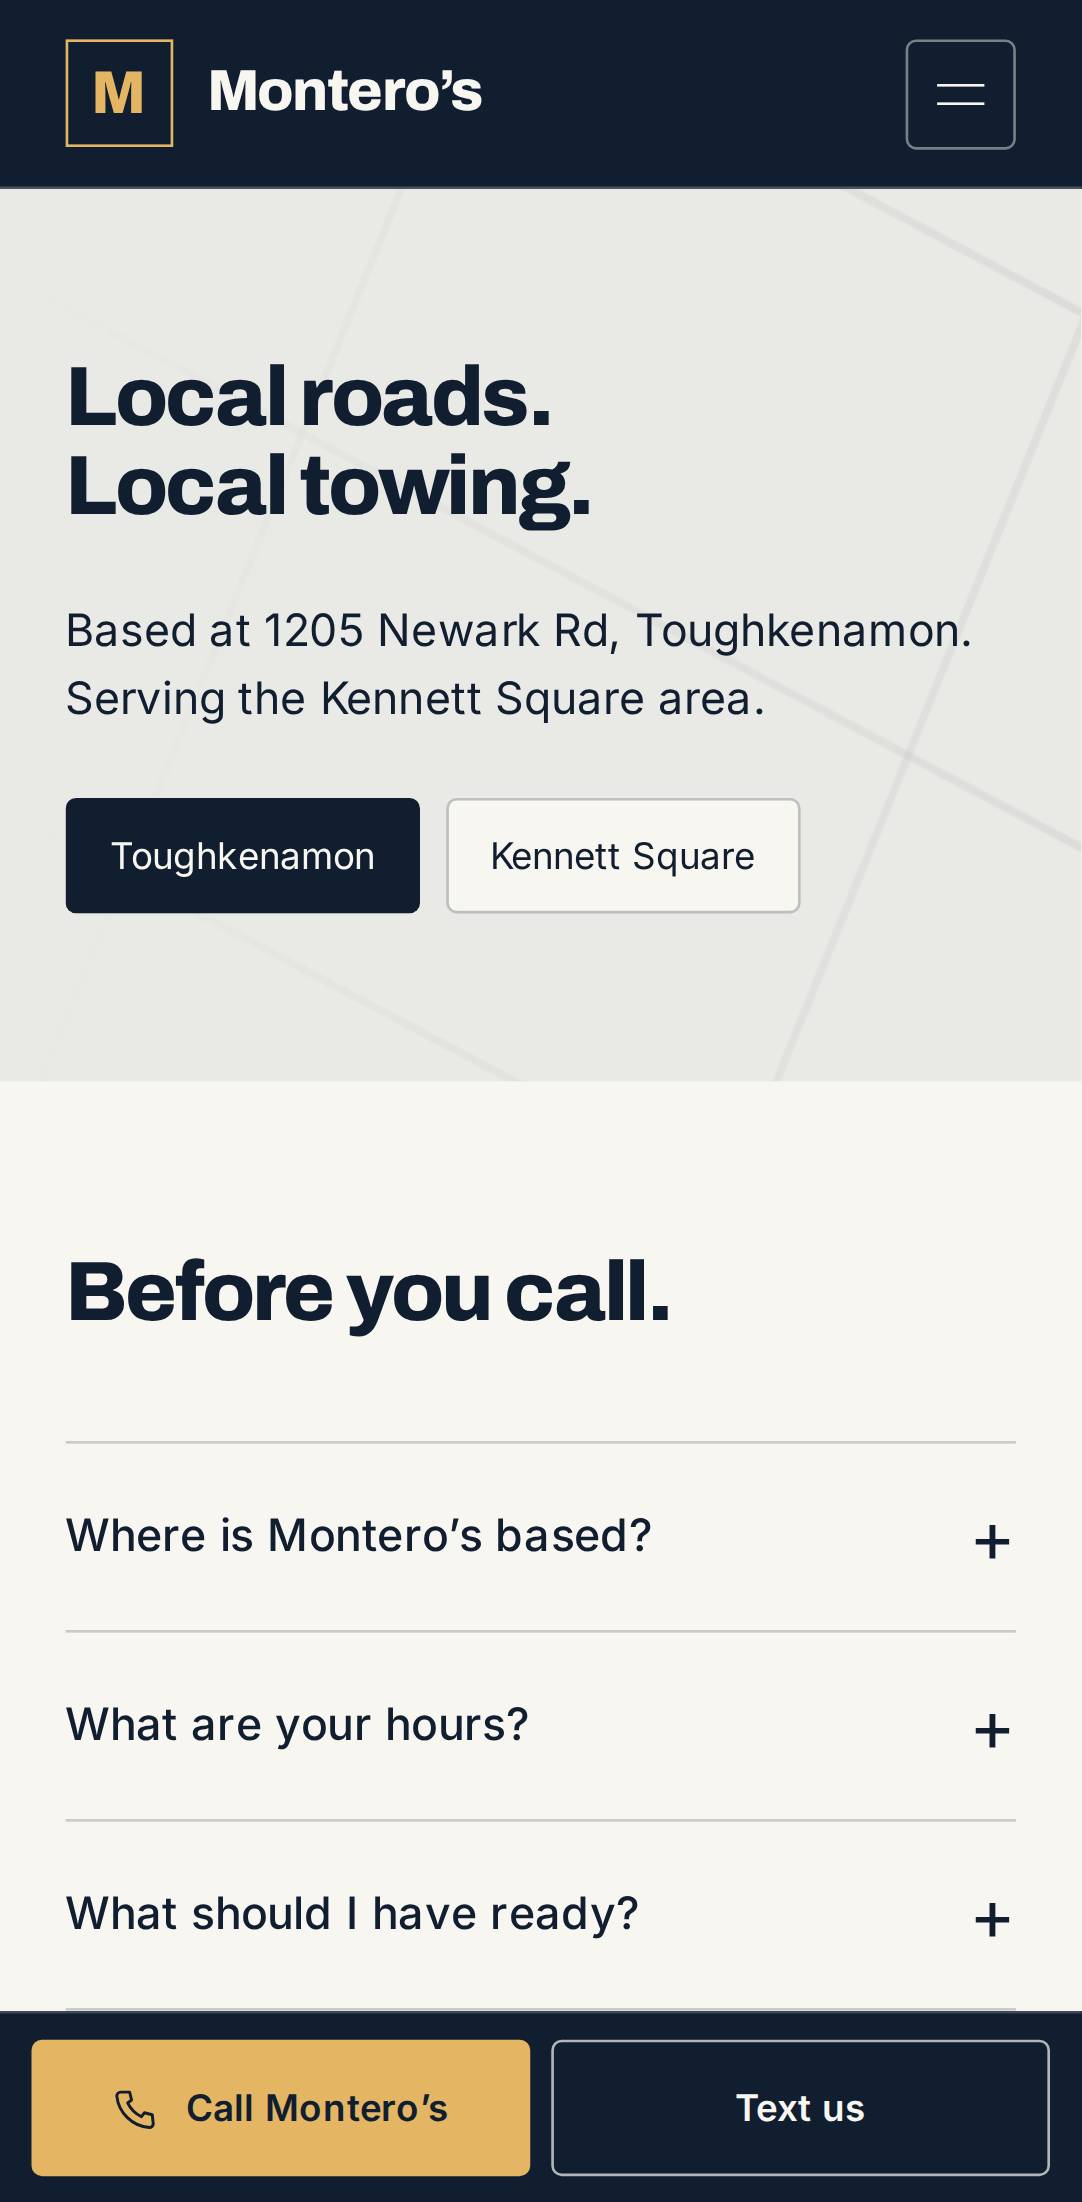 M
Montero’s
Local roads.
Local towing.
Based at 1205 Newark Rd, Toughkenamon.
Serving the Kennett Square area.
Toughkenamon
Kennett Square
Before you call.
Where is Montero’s based?
What are your hours?
What should I have ready?
Call Montero’s
Text us